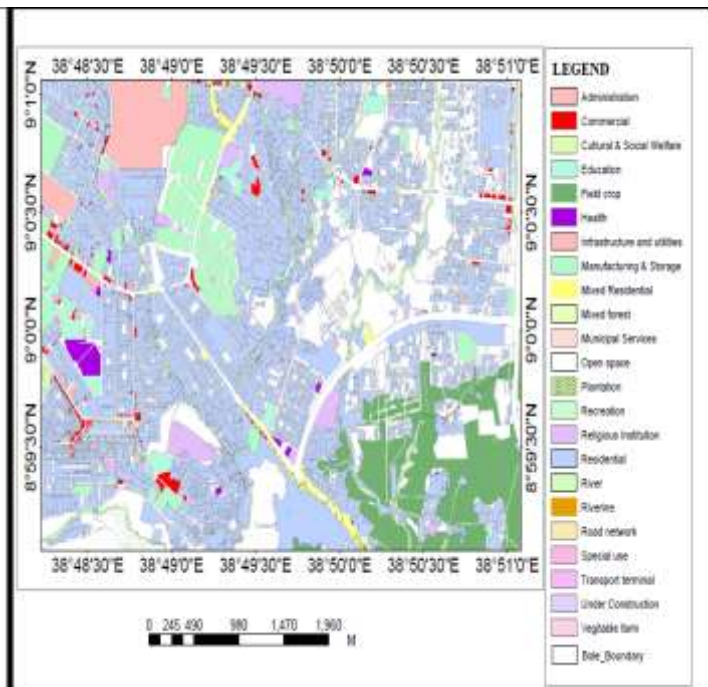 38°48'30"E 38°49'0"E 38°49'30"E 38°50'0"E 38°50'30"E 38°51'0"E
9°1'0"N
9°0'30"N
9°0'0"N
8°59'30"N
9°0'30"N
9°0'0"N
8°59'30"N
38°48'30"E 38°49'0"E 38°49'30"E 38°50'0"E 38°50'30"E 38°51'0"E
0 245 490 980 1,470 1,960
M
LEGEND
Administration
Commercial
Cultural & Social Welfare
Education
Field crop
Health
Infrastructure and utilities
Manufacturing & Storage
Mixed Residential
Mixed forest
Municipal Services
Open space
Plantation
Recreation
Religious Institution
Residential
River
Riverine
Road network
Special use
Transport terminal
Under Construction
Vegitable farm
Bole_Boundary